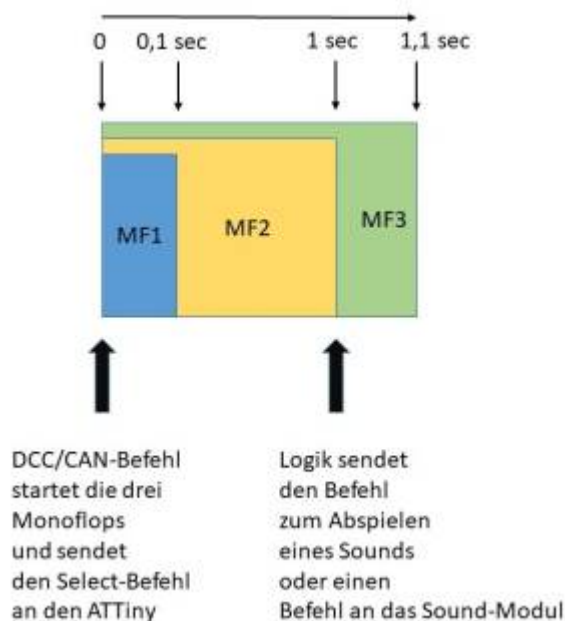 0 0,1 sec 1 sec 1,1 sec
MF1 MF2 MF3
DCC/CAN-Befehl
startet die drei
Monoflops
und sendet
den Select-Befehl
an den ATTiny
Logik sendet
den Befehl
zum Abspielen
eines Sounds
oder einen
Befehl an das Sound-Modul